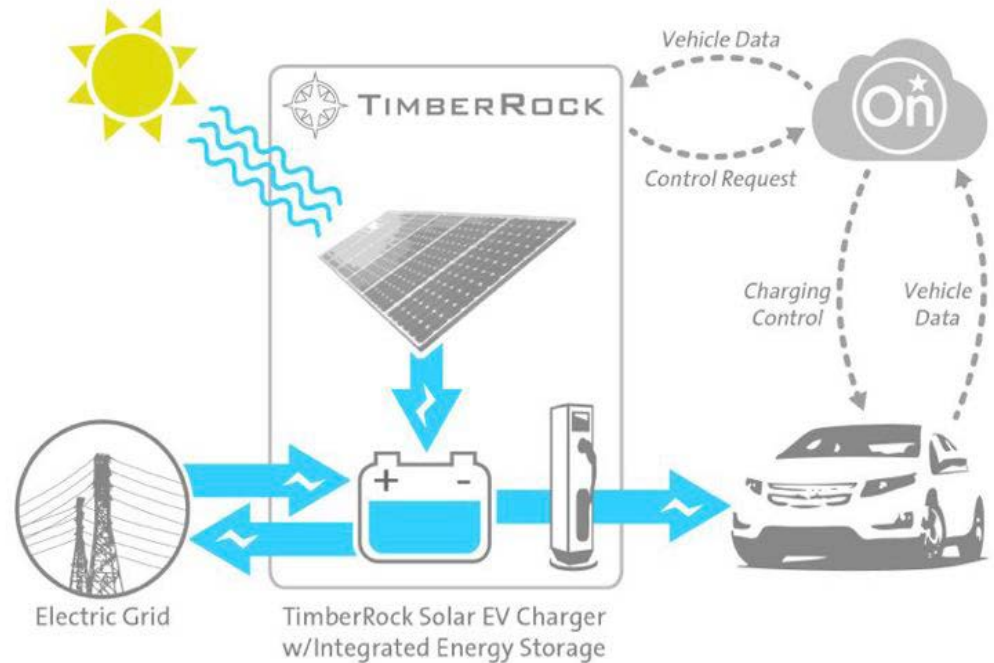 Vehicle Data
TIMBERROCK
On
Control Request
Charging
Control
Vehicle
Data
+ -
Electric Grid
TimberRock Solar EV Charger
w/Integrated Energy Storage